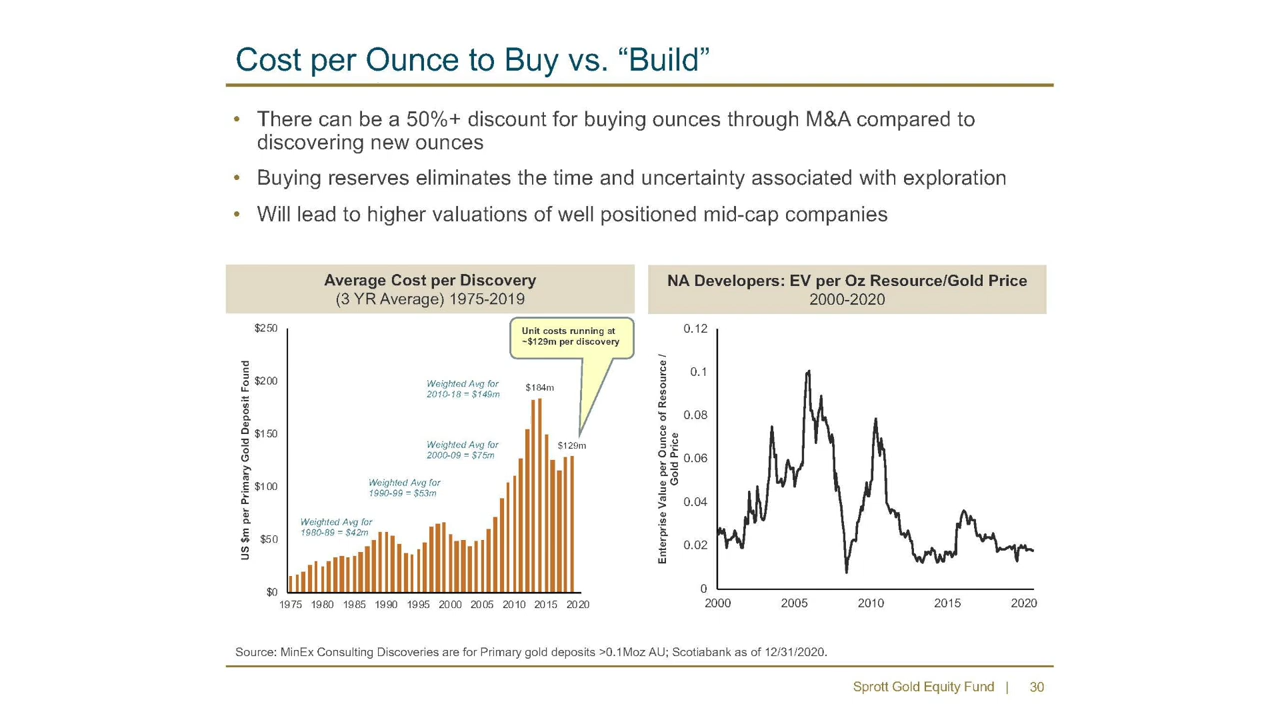 Cost per Ounce to Buy vs. “Build”
• There can be a 50%+ discount for buying ounces through M&A compared to
discovering new ounces
• Buying reserves eliminates the time and uncertainty associated with exploration
• Will lead to higher valuations of well positioned mid-cap companies
Average Cost per Discovery
(3 YR Average) 1975-2019
US $m per Primary Gold Deposit Found
$250
$200
$150
$100
$50
$0
Unit costs running at
~$129m per discovery
Weighted Avg for
2010-18 = $149m
$184m
Weighted Avg for
2000-09 = $75m
$129m
Weighted Avg for
1990-99 = $53m
Weighted Avg for
1980-89 = $42m
1975 1980 1985 1990 1995 2000 2005 2010 2015 2020
NA Developers: EV per Oz Resource/Gold Price
2000-2020
Enterprise Value per Ounce of Resource /
Gold Price
0.12
0.1
0.08
0.06
0.04
0.02
0
2000 2005 2010 2015 2020
Source: MinEx Consulting Discoveries are for Primary gold deposits >0.1Moz AU; Scotiabank as of 12/31/2020.
Sprott Gold Equity Fund | 30